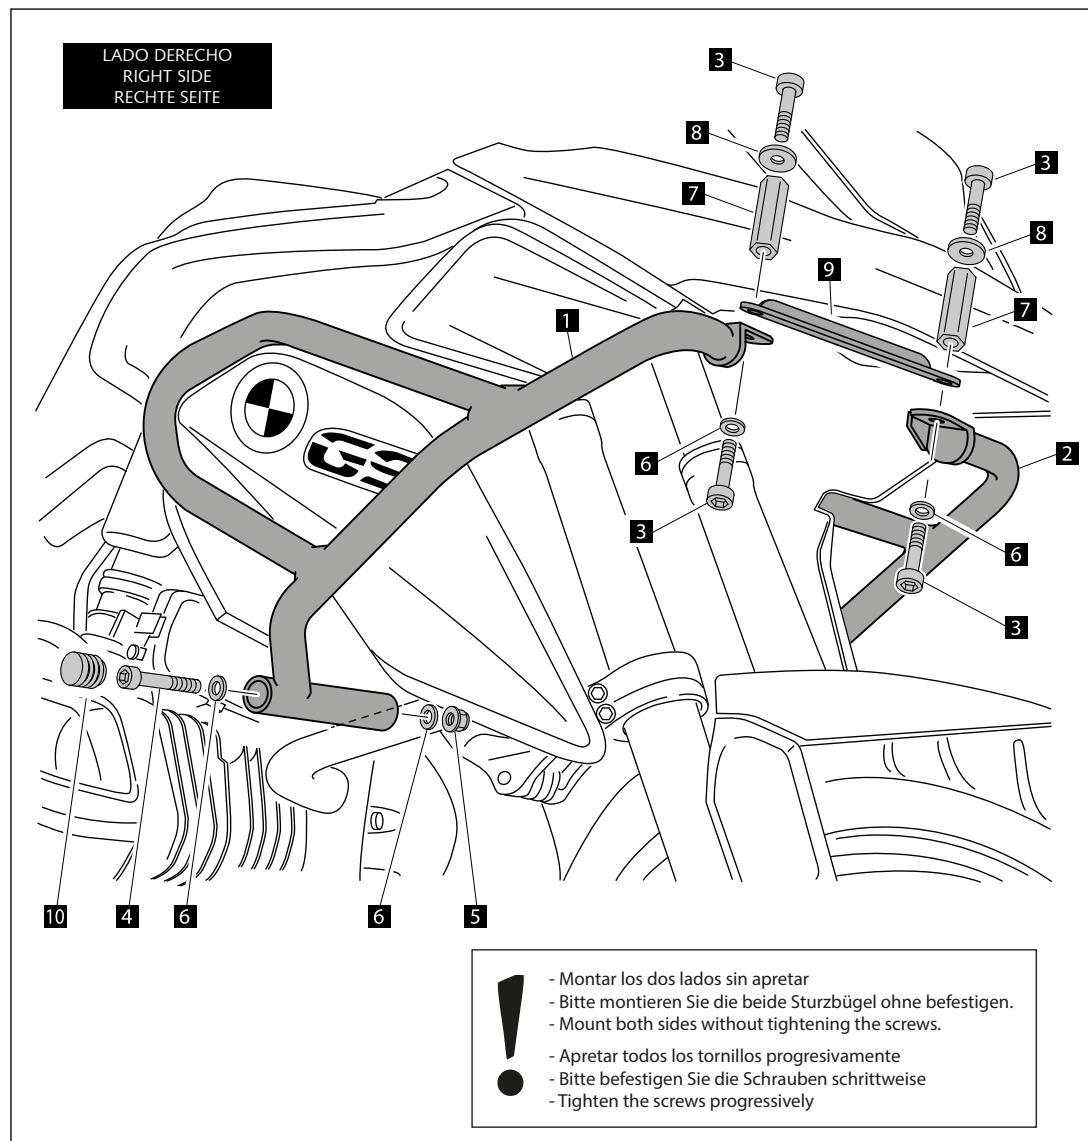 LADO DERECHO
RIGHT SIDE
RECHTE SEITE
3
8
3
7
8
9
1
7
2
6
3
6
3
GS
10
4
6
6
5
- Montar los dos lados sin apretar
- Bitte montieren Sie die beide Sturzbügel ohne befestigen.
- Mount both sides without tightening the screws.
- Apretar todos los tornillos progresivamente
- Bitte befestigen Sie die Schrauben schrittweise
- Tighten the screws progressively